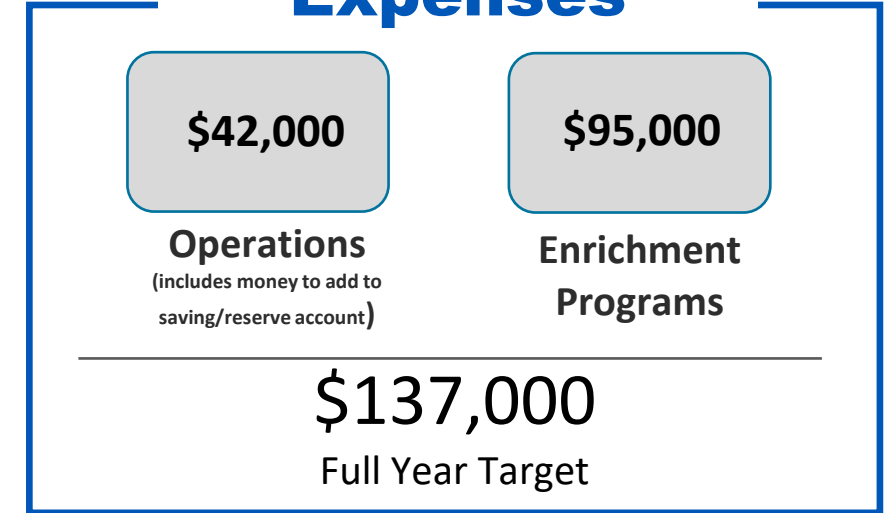 Expenses
$42,000
$95,000
Operations
(includes money to add to
saving/reserve account)
Enrichment
Programs
$137,000
Full Year Target